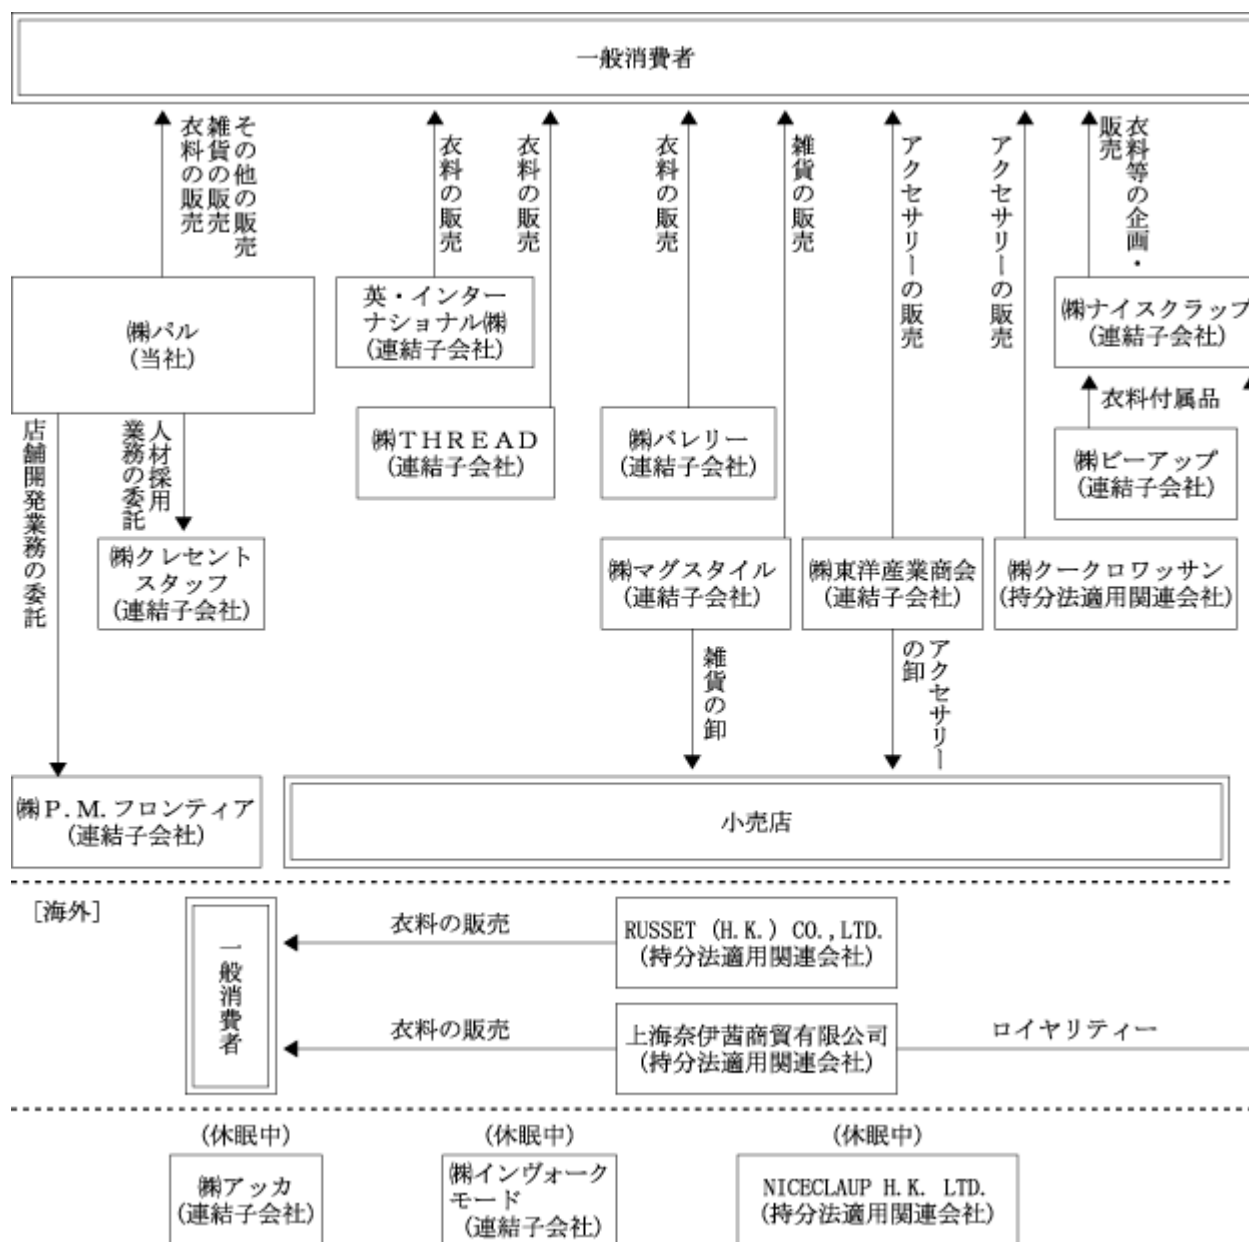 一般消費者
その他の販売
雑貨の販売
衣料の販売
衣料の販売
衣料の販売
衣料の販売
雑貨の販売
アクセサリーの販売
アクセサリーの販売
衣料等の企画・
販売
㈱パル
(当社)
英・インター
ナショナル㈱
(連結子会社)
㈱ナイスクラップ
(連結子会社)
衣料付属品
㈱THREAD
(連結子会社)
㈱バレリー
(連結子会社)
㈱ビーアップ
(連結子会社)
店舗開発業務の委託
人材採用
業務の委託
㈱クレセント
スタッフ
(連結子会社)
㈱マグスタイル
(連結子会社)
㈱東洋産業商会
(連結子会社)
㈱クークロワッサン
(持分法適用関連会社)
雑貨の卸
アクセサリー
の卸
㈱P.M.フロンティア
(連結子会社)
小売店
[海外]
一般消費者
衣料の販売
RUSSET (H.K.) CO.,LTD.
(持分法適用関連会社)
衣料の販売
上海奈伊茜商貿有限公司
(持分法適用関連会社)
ロイヤリティー
(休眠中)
㈱アッカ
(連結子会社)
(休眠中)
㈱インヴォーク
モード
(連結子会社)
(休眠中)
NICECLAUP H.K. LTD.
(持分法適用関連会社)